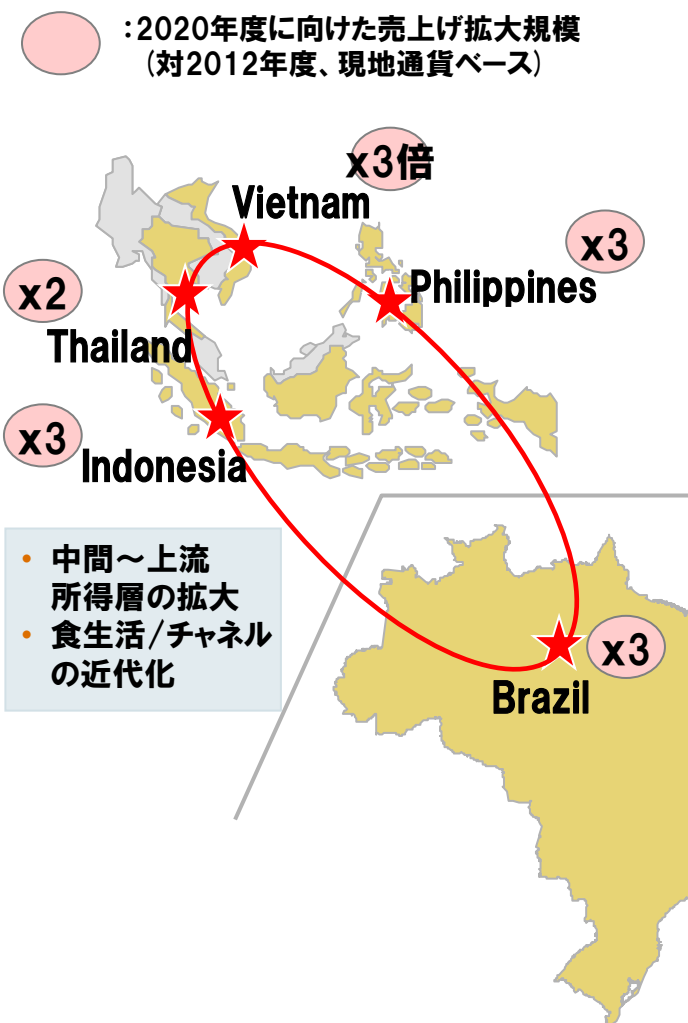 :2020年度に向けた売上げ拡大規模
(対2012年度、現地通貨ベース)
x3倍
Vietnam
x3
Philippines
x2
Thailand
x3
Indonesia
• 中間～上流
所得層の拡大
• 食生活/チャネル
の近代化
x3
Brazil